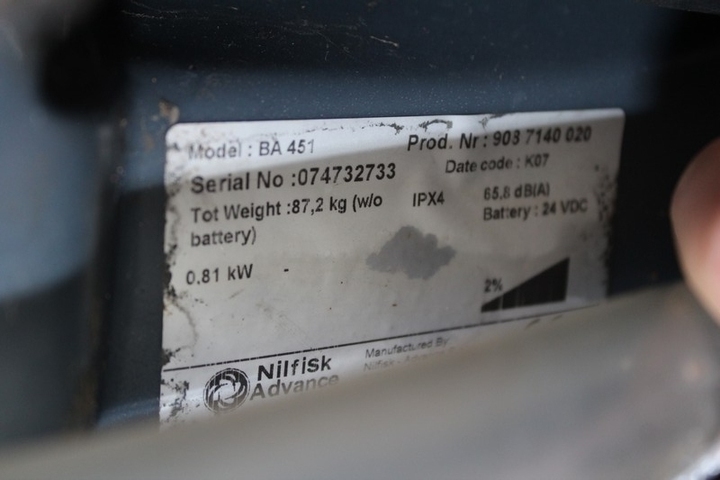 Model : BA 451
Prod. Nr : 908 7140 020
Serial No :074732733
Date code : K07
Tot Weight :87,2 kg (w/o
battery)
IPX4
65,8 dB(A)
Battery : 24 VDC
0,81 kW -
2%
Nilfisk
Advance
Manufactured By